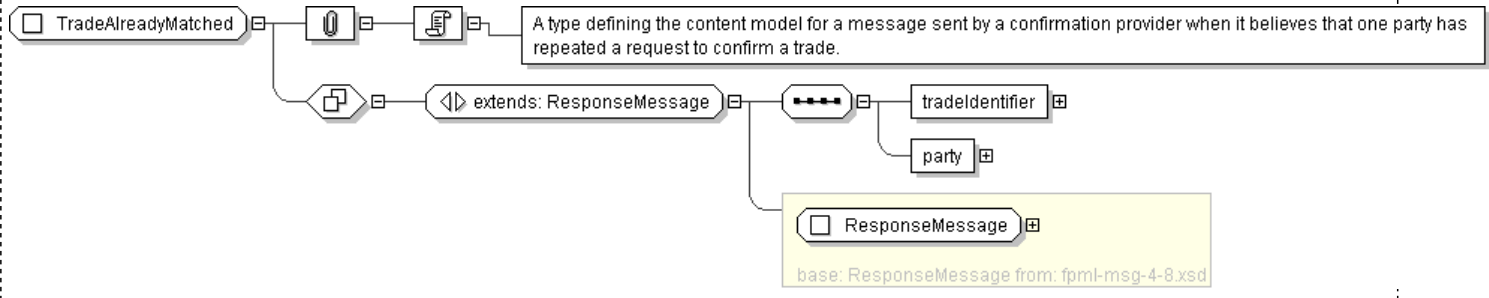 TradeAlreadyMatched
A type defining the content model for a message sent by a confirmation provider when it believes that one party has
repeated a request to confirm a trade.
extends: ResponseMessage
tradeIdentifier
party
ResponseMessage
base: ResponseMessage from: fpml-msg-4-8.xsd